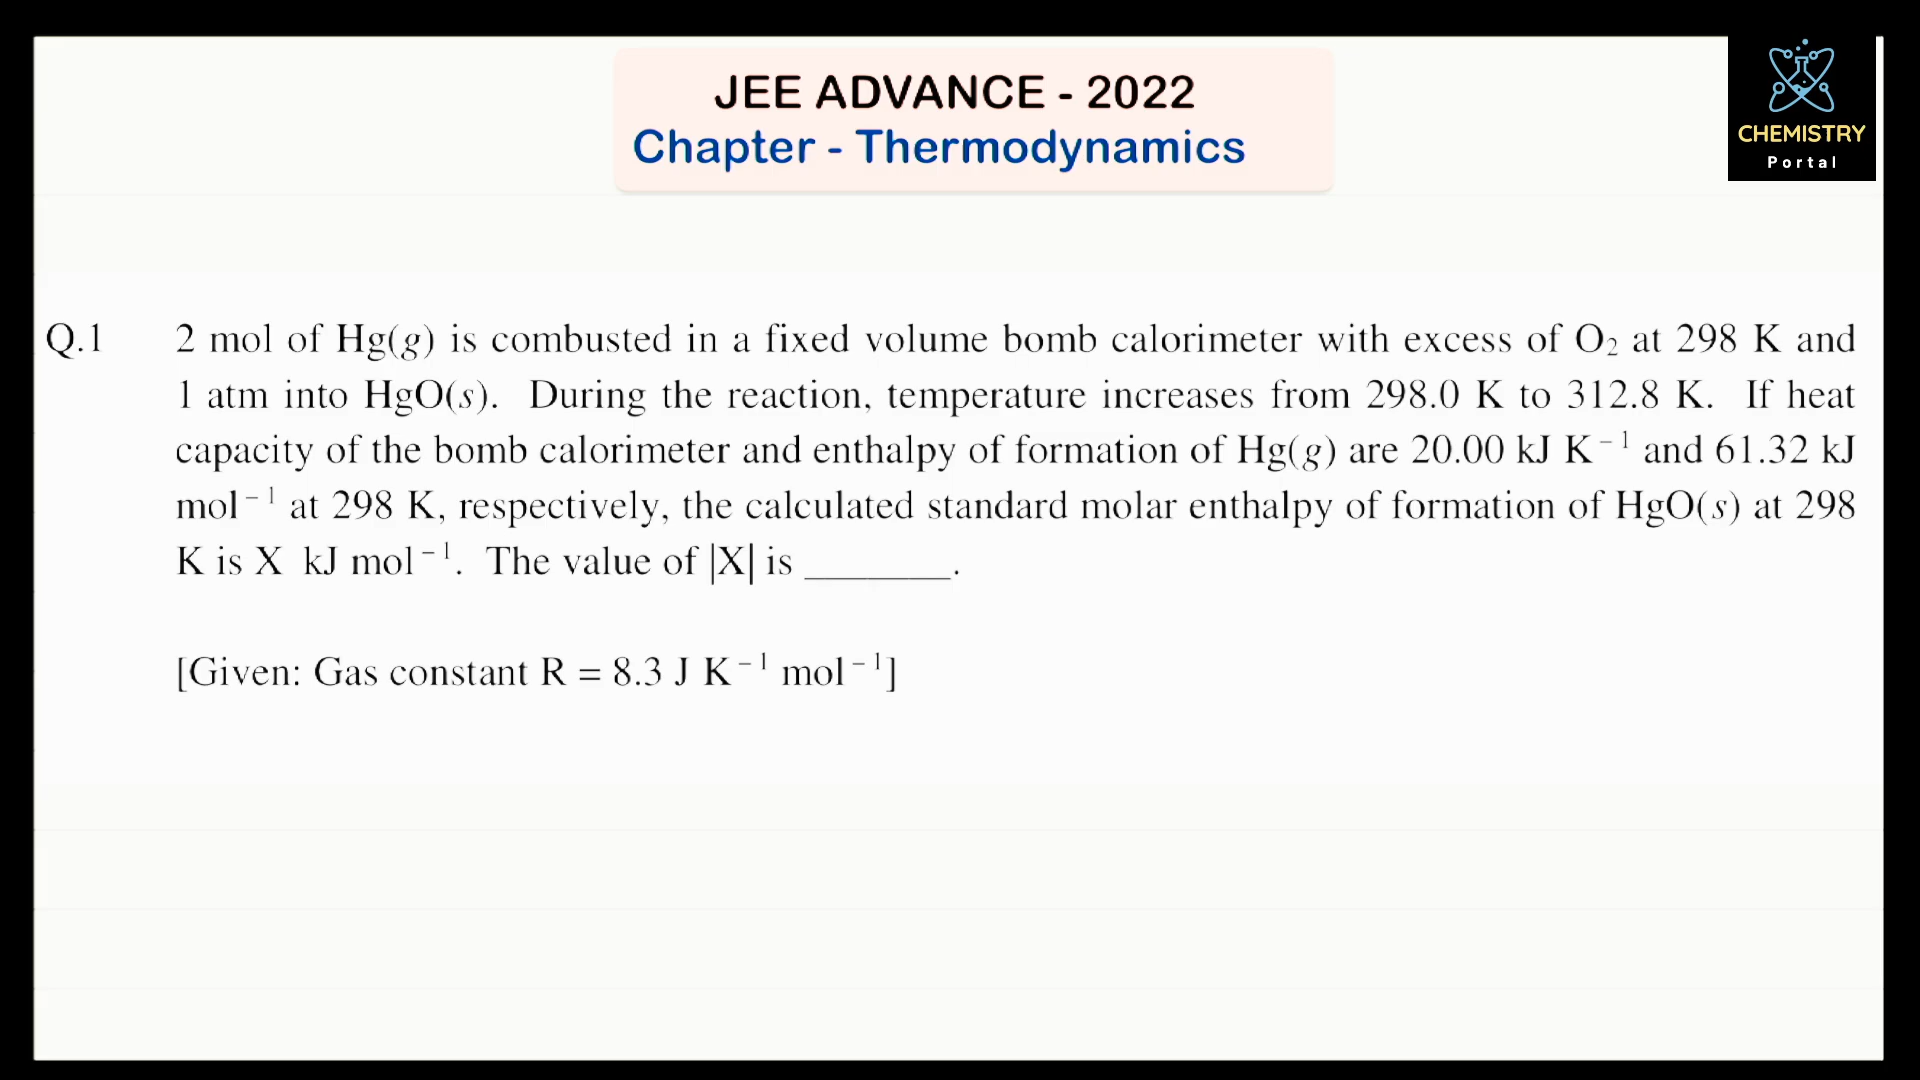 JEE ADVANCE - 2022
Chapter - Thermodynamics
CHEMISTRY
Portal
Q.1 2 mol of Hg(g) is combusted in a fixed volume bomb calorimeter with excess of O₂ at 298 K and
1 atm into HgO(s). During the reaction, temperature increases from 298.0 K to 312.8 K. If heat
capacity of the bomb calorimeter and enthalpy of formation of Hg(g) are 20.00 kJ K⁻¹ and 61.32 kJ
mol⁻¹ at 298 K, respectively, the calculated standard molar enthalpy of formation of HgO(s) at 298
K is X kJ mol⁻¹. The value of |X| is _______.
[Given: Gas constant R = 8.3 J K⁻¹ mol⁻¹]